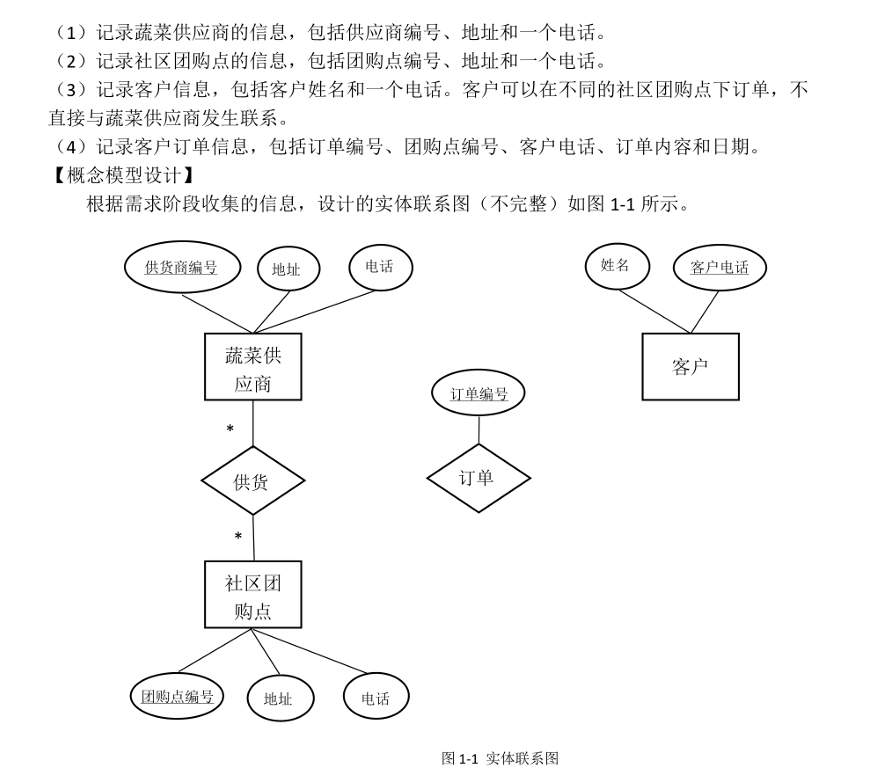 （1）记录蔬菜供应商的信息，包括供应商编号、地址和一个电话。
（2）记录社区团购点的信息，包括团购点编号、地址和一个电话。
（3）记录客户信息，包括客户姓名和一个电话。客户可以在不同的社区团购点下订单，不
直接与蔬菜供应商发生联系。
（4）记录客户订单信息，包括订单编号、团购点编号、客户电话、订单内容和日期。
【概念模型设计】
根据需求阶段收集的信息，设计的实体联系图（不完整）如图 1-1 所示。
供货商编号
地址
电话
姓名
客户电话
蔬菜供
应商
客户
订单编号
*
供货
订单
*
社区团
购点
团购点编号
地址
电话
图 1-1 实体联系图